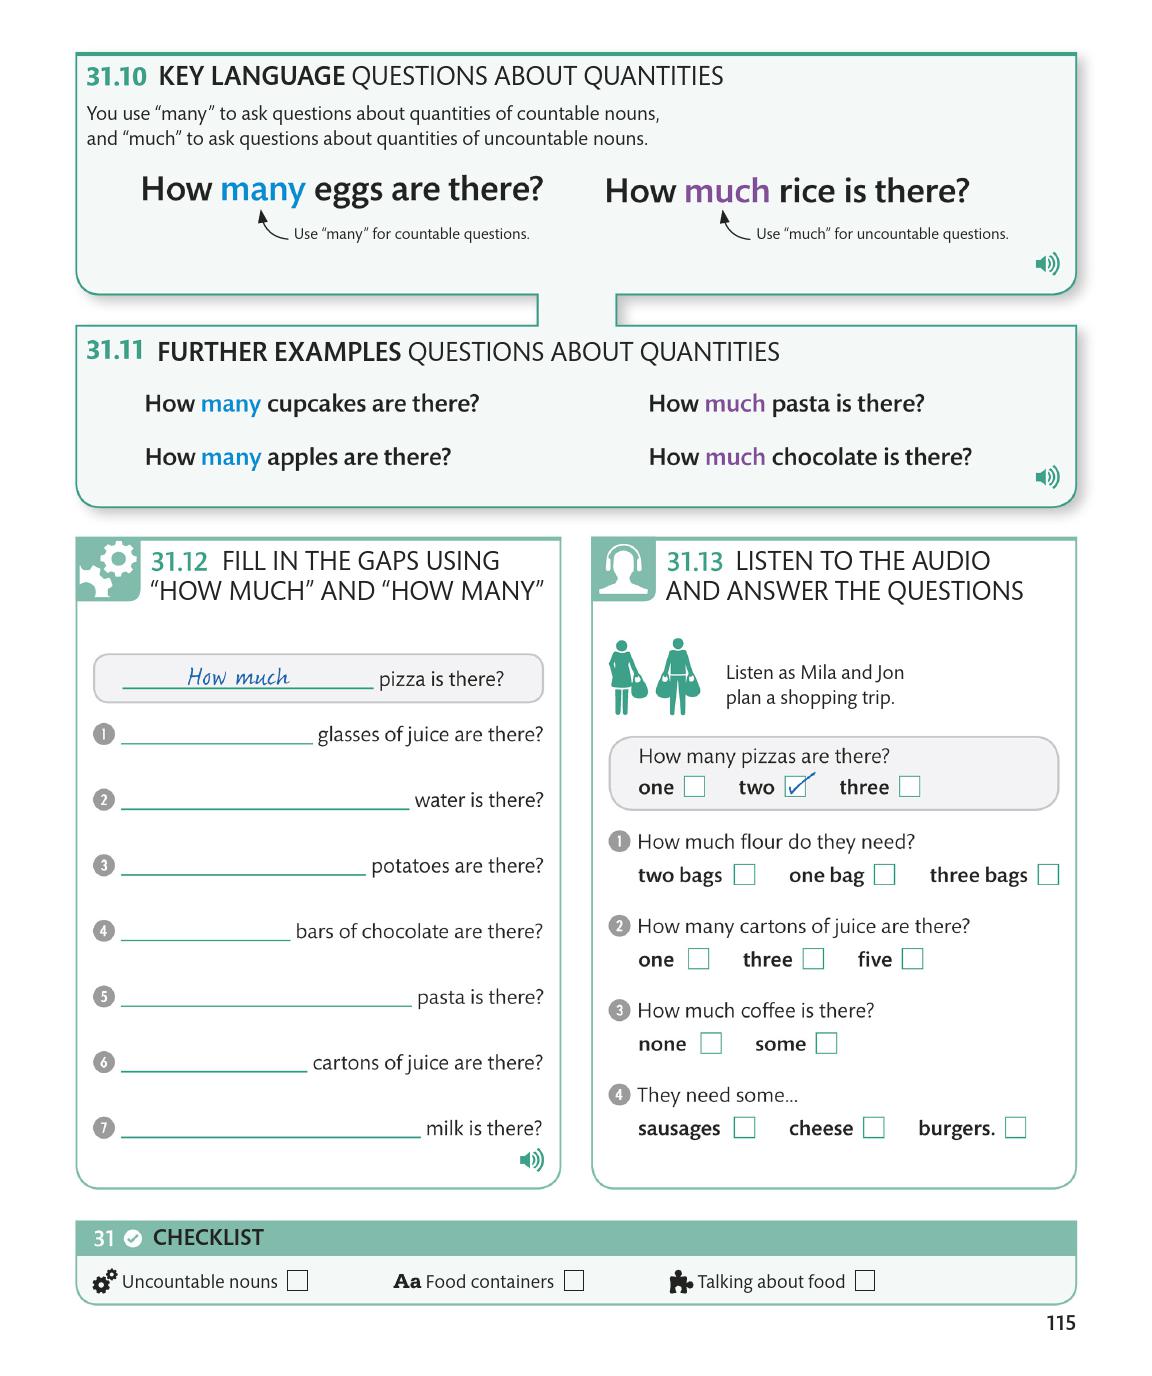 31.10 KEY LANGUAGE QUESTIONS ABOUT QUANTITIES
You use “many” to ask questions about quantities of countable nouns,
and “much” to ask questions about quantities of uncountable nouns.
How many eggs are there?
Use “many” for countable questions.
How much rice is there?
Use “much” for uncountable questions.
31.11 FURTHER EXAMPLES QUESTIONS ABOUT QUANTITIES
How many cupcakes are there?
How much pasta is there?
How many apples are there?
How much chocolate is there?
31.12 FILL IN THE GAPS USING
“HOW MUCH” AND “HOW MANY”
How much pizza is there?
1 glasses of juice are there?
2 water is there?
3 potatoes are there?
4 bars of chocolate are there?
5 pasta is there?
6 cartons of juice are there?
7 milk is there?
31.13 LISTEN TO THE AUDIO
AND ANSWER THE QUESTIONS
Listen as Mila and Jon
plan a shopping trip.
How many pizzas are there?
one two three
1 How much flour do they need?
two bags one bag three bags
2 How many cartons of juice are there?
one three five
3 How much coffee is there?
none some
4 They need some...
sausages cheese burgers.
31 CHECKLIST
Uncountable nouns Aa Food containers Talking about food
115